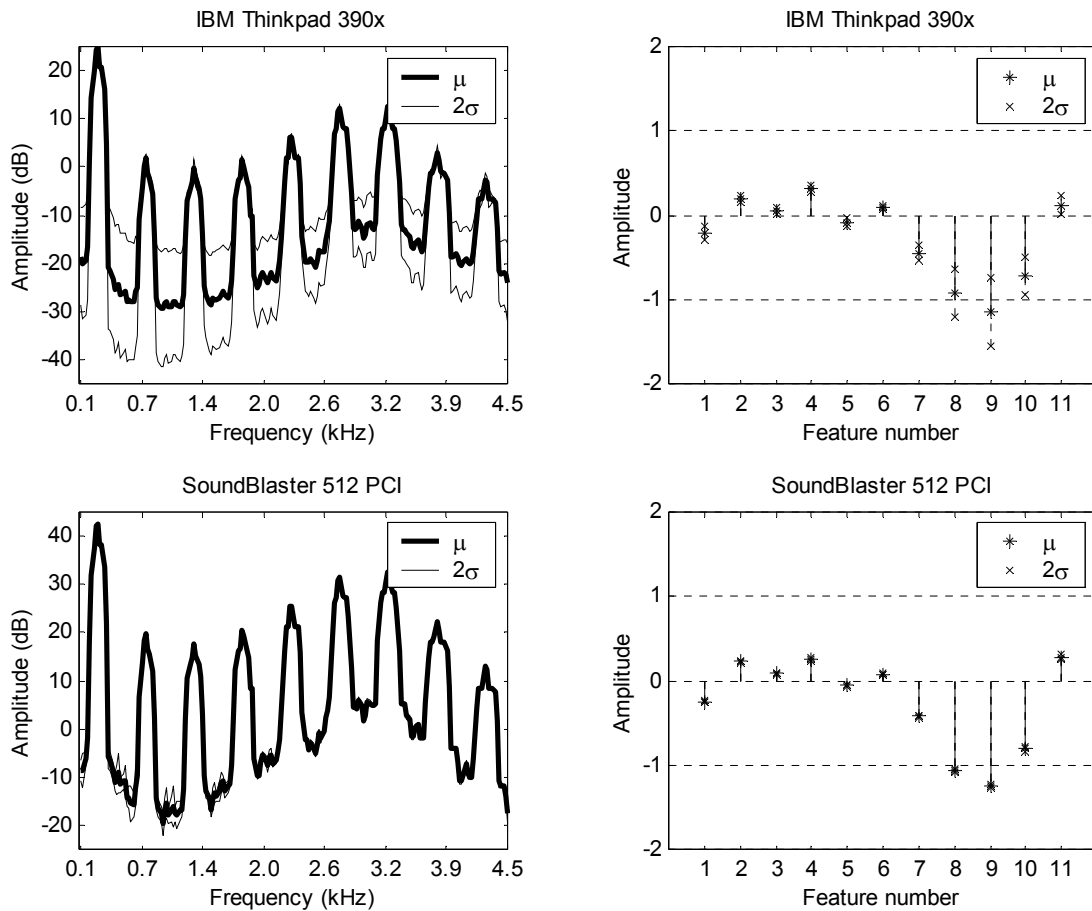 IBM Thinkpad 390x
20
10
0
-10
-20
-30
-40
Amplitude (dB)
μ
2σ
0.1 0.7 1.4 2.0 2.6 3.2 3.9 4.5
Frequency (kHz)
IBM Thinkpad 390x
2
1
0
-1
-2
Amplitude
μ
2σ
1 2 3 4 5 6 7 8 9 10 11
Feature number
SoundBlaster 512 PCI
40
30
20
10
0
-10
-20
Amplitude (dB)
μ
2σ
0.1 0.7 1.4 2.0 2.6 3.2 3.9 4.5
Frequency (kHz)
SoundBlaster 512 PCI
2
1
0
-1
-2
Amplitude
μ
2σ
1 2 3 4 5 6 7 8 9 10 11
Feature number